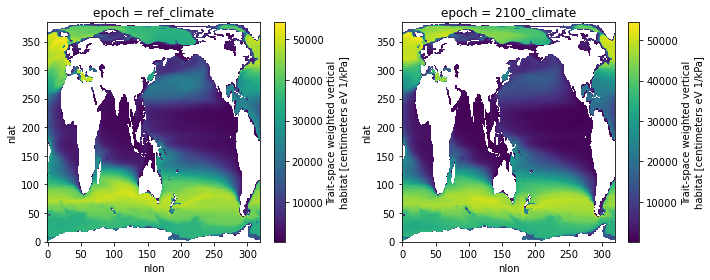 epoch = ref_climate
350
300
250
200
150
100
50
0
nlat
0 50 100 150 200 250 300
nlon
50000
40000
30000
20000
10000
Trait-space weighted vertical
habitat [centimeters eV 1/kPa]
epoch = 2100_climate
350
300
250
200
150
100
50
0
nlat
0 50 100 150 200 250 300
nlon
50000
40000
30000
20000
10000
Trait-space weighted vertical
habitat [centimeters eV 1/kPa]